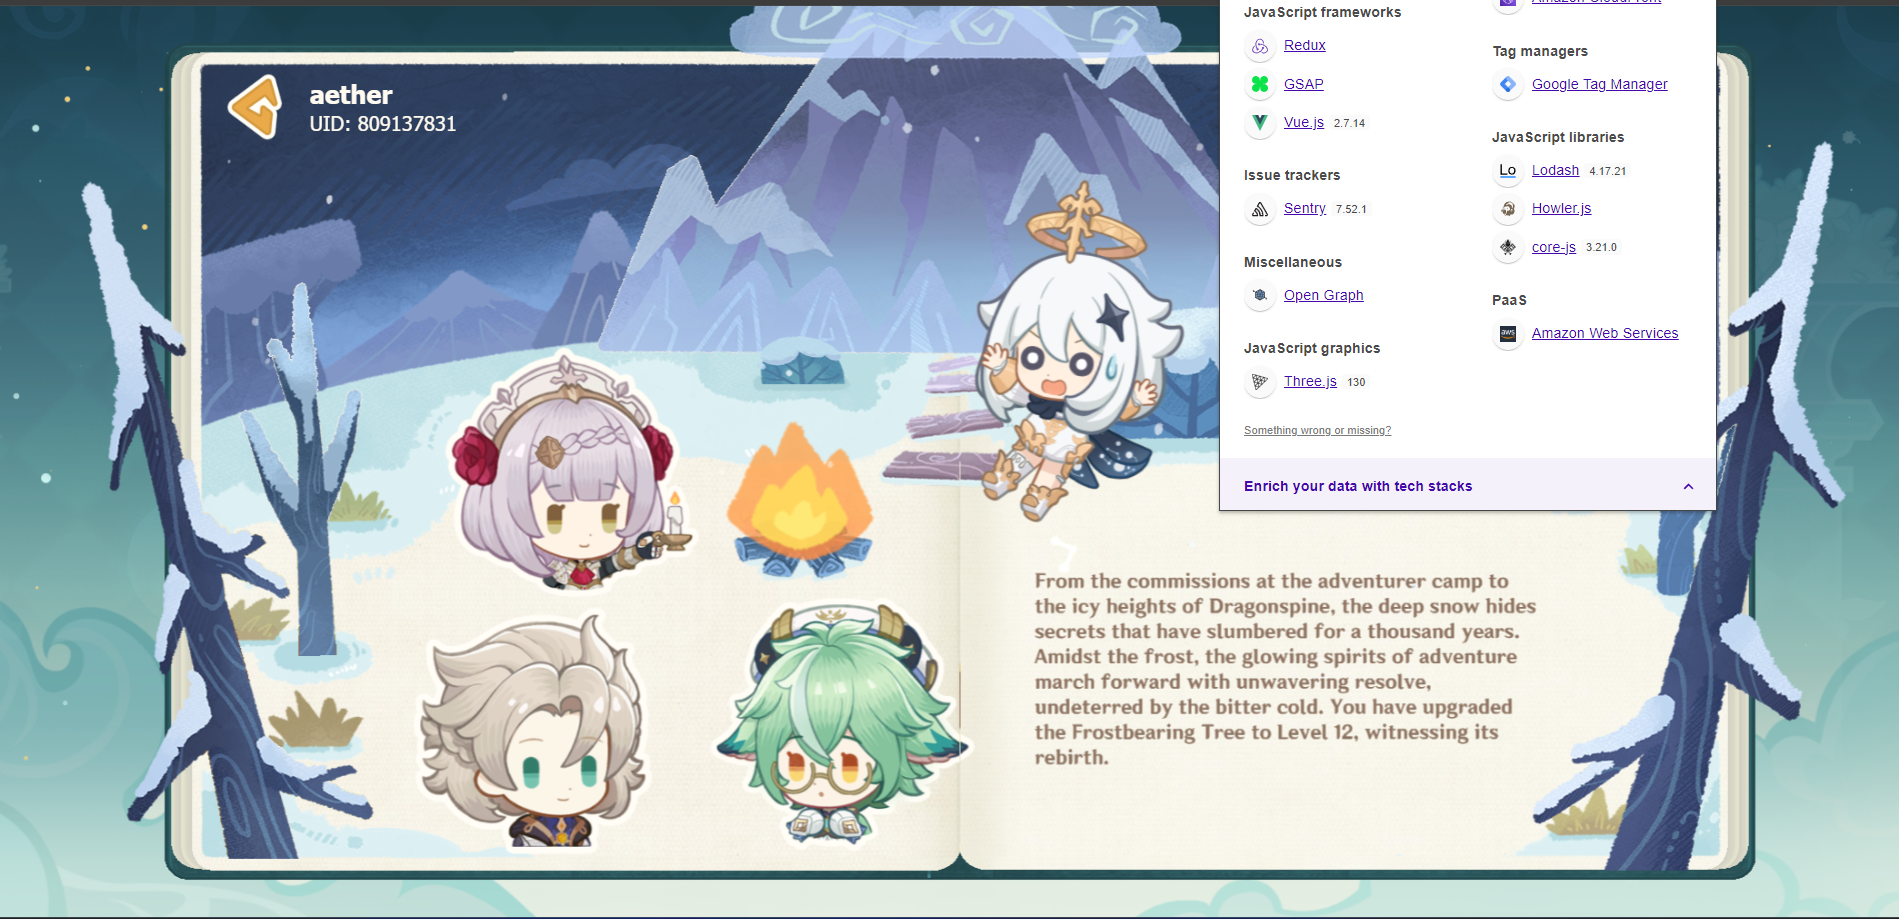 aether
UID: 809137831
JavaScript frameworks
Redux
GSAP
Vue.js 2.7.14
Issue trackers
Sentry 7.52.1
Miscellaneous
Open Graph
JavaScript graphics
Three.js 130
Something wrong or missing?
Tag managers
Google Tag Manager
JavaScript libraries
Lo
Lodash 4.17.21
Howler.js
core-js 3.21.0
PaaS
aws
Amazon Web Services
Enrich your data with tech stacks
From the commissions at the adventurer camp to
the icy heights of Dragonspine, the deep snow hides
secrets that have slumbered for a thousand years.
Amidst the frost, the glowing spirits of adventure
march forward with unwavering resolve,
undeterred by the bitter cold. You have upgraded
the Frostbearing Tree to Level 12, witnessing its
rebirth.